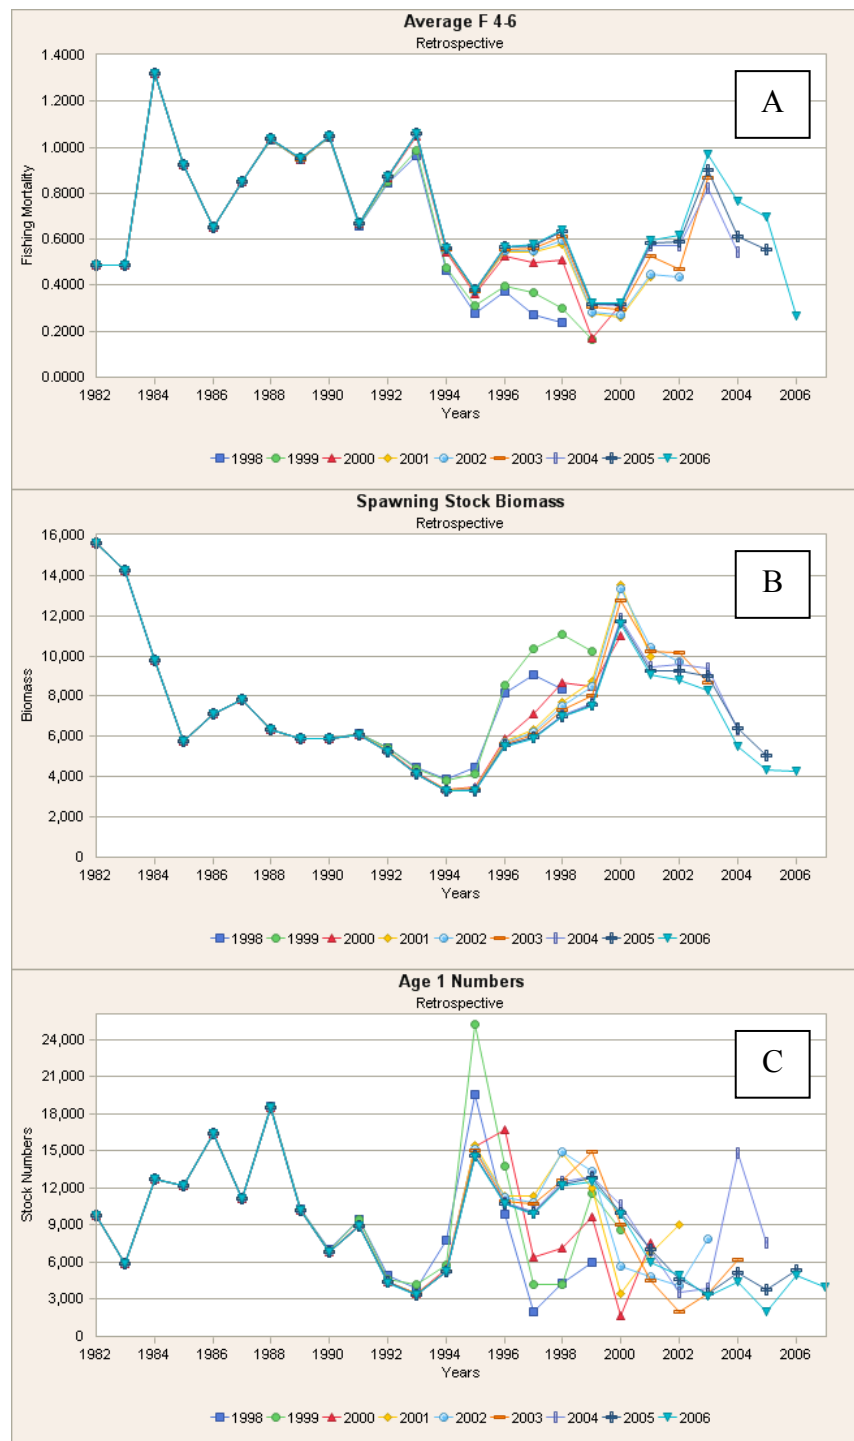 Average F 4-6
Retrospective
A
1.4000
1.2000
1.0000
0.8000
0.6000
0.4000
0.2000
0.0000
Fishing Mortality
1982 1984 1986 1988 1990 1992 1994 1996 1998 2000 2002 2004 2006
Years
1998 1999 2000 2001 2002 2003 2004 2005 2006
Spawning Stock Biomass
Retrospective
B
16,000
14,000
12,000
10,000
8,000
6,000
4,000
2,000
0
Biomass
1982 1984 1986 1988 1990 1992 1994 1996 1998 2000 2002 2004 2006
Years
1998 1999 2000 2001 2002 2003 2004 2005 2006
Age 1 Numbers
Retrospective
C
24,000
21,000
18,000
15,000
12,000
9,000
6,000
3,000
0
Stock Numbers
1982 1984 1986 1988 1990 1992 1994 1996 1998 2000 2002 2004 2006
Years
1998 1999 2000 2001 2002 2003 2004 2005 2006